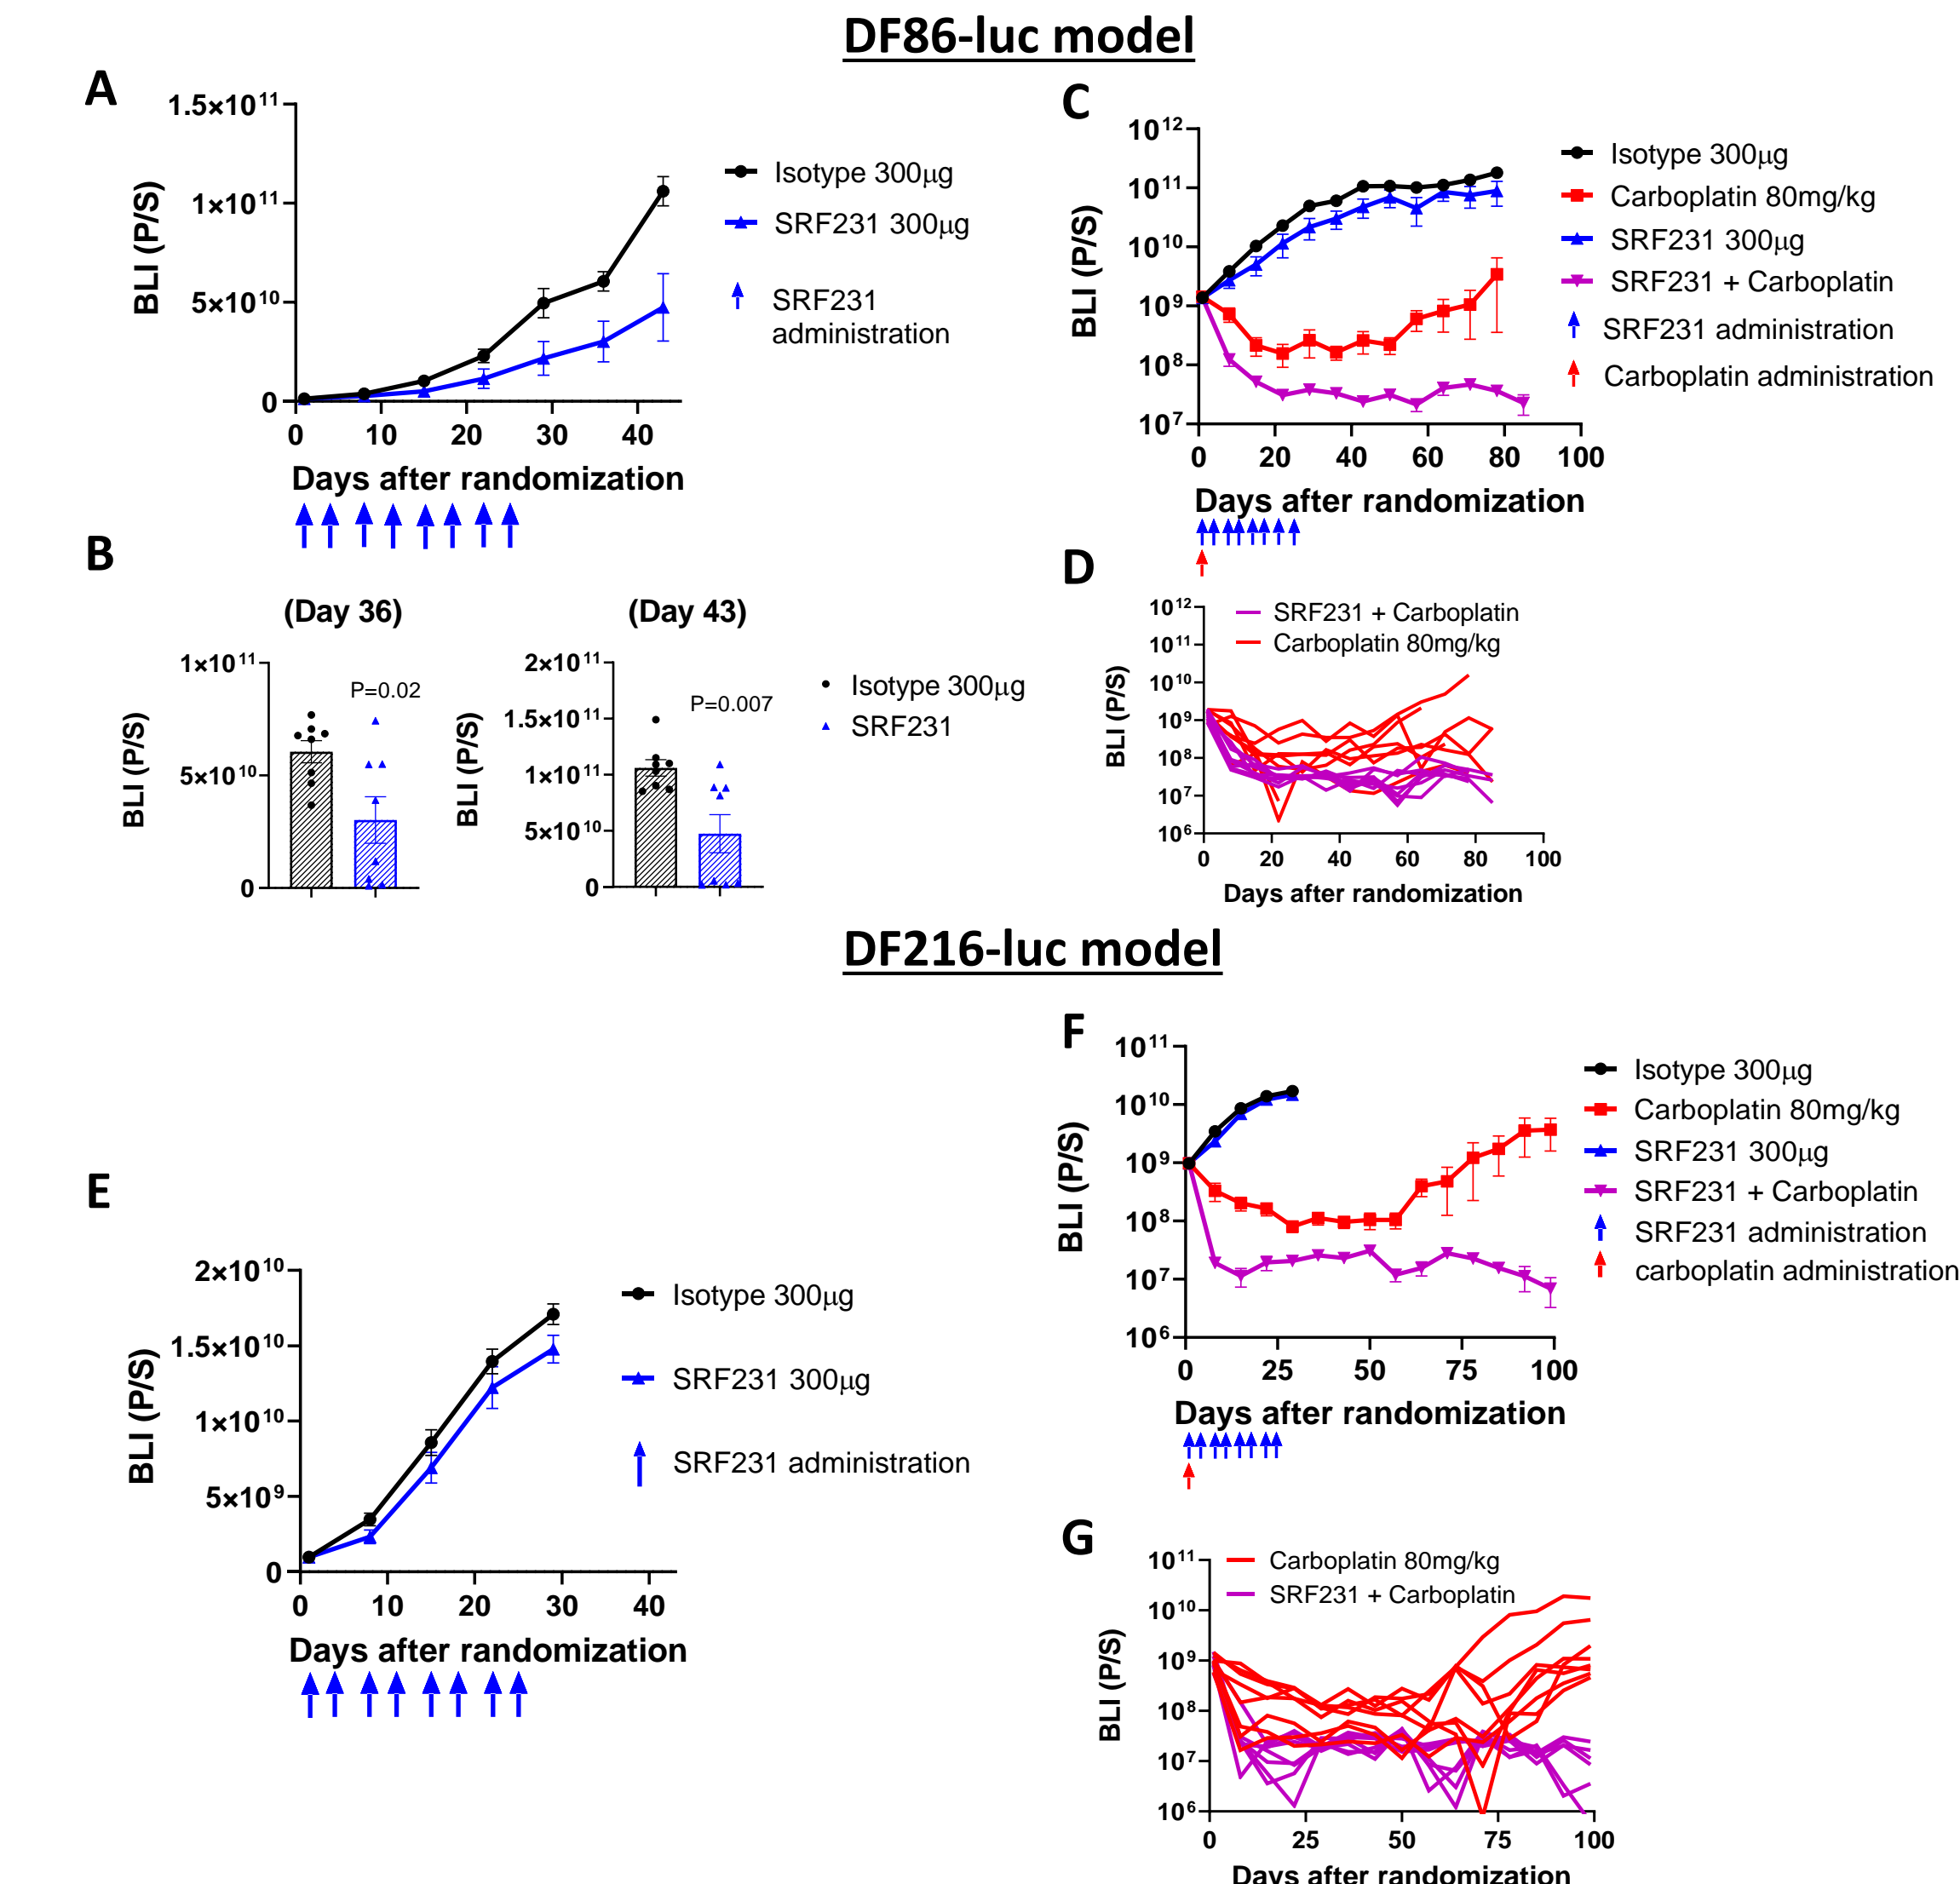 DF86-luc model
A
1.5×10¹¹
1×10¹¹
5×10¹⁰
0
BLI (P/S)
0 10 20 30 40
Days after randomization
Isotype 300µg
SRF231 300µg
SRF231
administration
B
(Day 36)
1×10¹¹
5×10¹⁰
0
BLI (P/S)
P=0.02
(Day 43)
2×10¹¹
1.5×10¹¹
1×10¹¹
5×10¹⁰
0
BLI (P/S)
P=0.007
Isotype 300µg
SRF231
C
10¹²
10¹¹
10¹⁰
10⁹
10⁸
10⁷
BLI (P/S)
0 20 40 60 80 100
Days after randomization
Isotype 300µg
Carboplatin 80mg/kg
SRF231 300µg
SRF231 + Carboplatin
SRF231 administration
Carboplatin administration
D
10¹²
10¹¹
10¹⁰
10⁹
10⁸
10⁷
10⁶
BLI (P/S)
SRF231 + Carboplatin
Carboplatin 80mg/kg
0 20 40 60 80 100
Days after randomization
DF216-luc model
E
2×10¹⁰
1.5×10¹⁰
1×10¹⁰
5×10⁹
0
BLI (P/S)
0 10 20 30 40
Days after randomization
Isotype 300µg
SRF231 300µg
SRF231 administration
F
10¹¹
10¹⁰
10⁹
10⁸
10⁷
10⁶
BLI (P/S)
0 25 50 75 100
Days after randomization
Isotype 300µg
Carboplatin 80mg/kg
SRF231 300µg
SRF231 + Carboplatin
SRF231 administration
carboplatin administration
G
10¹¹
10¹⁰
10⁹
10⁸
10⁷
10⁶
BLI (P/S)
Carboplatin 80mg/kg
SRF231 + Carboplatin
0 25 50 75 100
Days after randomization